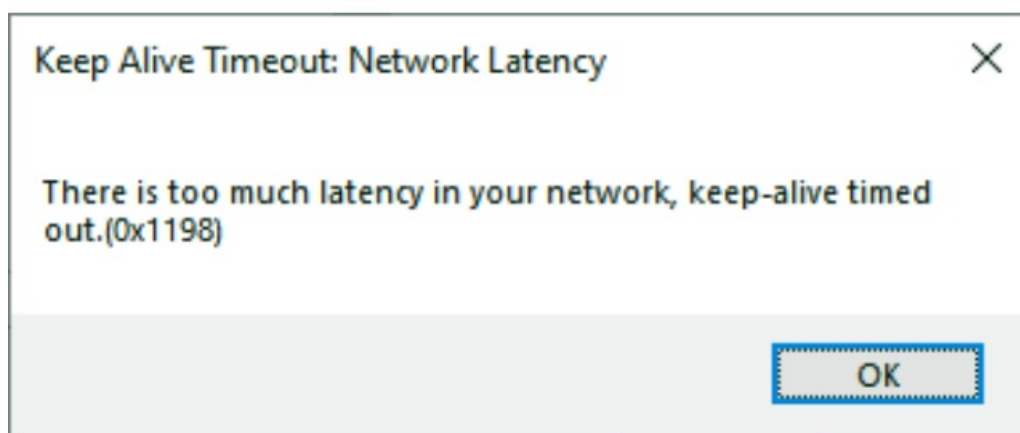 Keep Alive Timeout: Network Latency
There is too much latency in your network, keep-alive timed
out.(0x1198)
OK